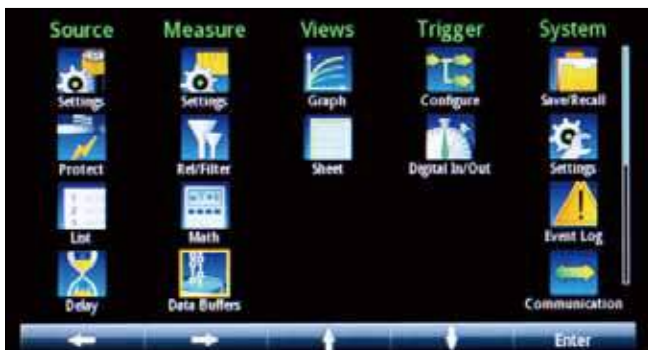 Source Measure Views Trigger System
Settings Settings Graph Configure Save/Recall
Protect Rel/Filter Sheet Digital In/Out Settings
List Math Event Log
Delay Data Buffers Communication
Enter